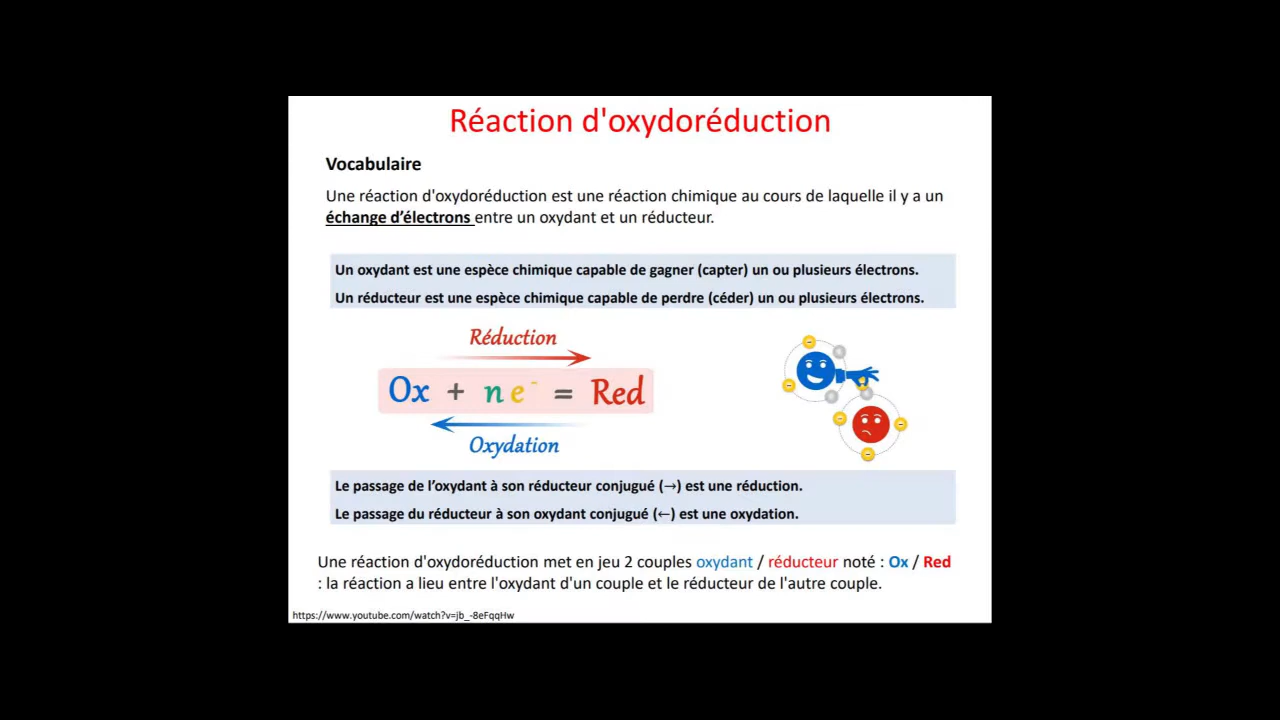 Réaction d'oxydoréduction
Vocabulaire
Une réaction d'oxydoréduction est une réaction chimique au cours de laquelle il y a un
échange d’électrons entre un oxydant et un réducteur.
Un oxydant est une espèce chimique capable de gagner (capter) un ou plusieurs électrons.
Un réducteur est une espèce chimique capable de perdre (céder) un ou plusieurs électrons.
Réduction
Ox + n e⁻ = Red
Oxydation
Le passage de l’oxydant à son réducteur conjugué (→) est une réduction.
Le passage du réducteur à son oxydant conjugué (←) est une oxydation.
Une réaction d'oxydoréduction met en jeu 2 couples oxydant / réducteur noté : Ox / Red
: la réaction a lieu entre l'oxydant d'un couple et le réducteur de l'autre couple.
https://www.youtube.com/watch?v=jb_-8eFqqHw